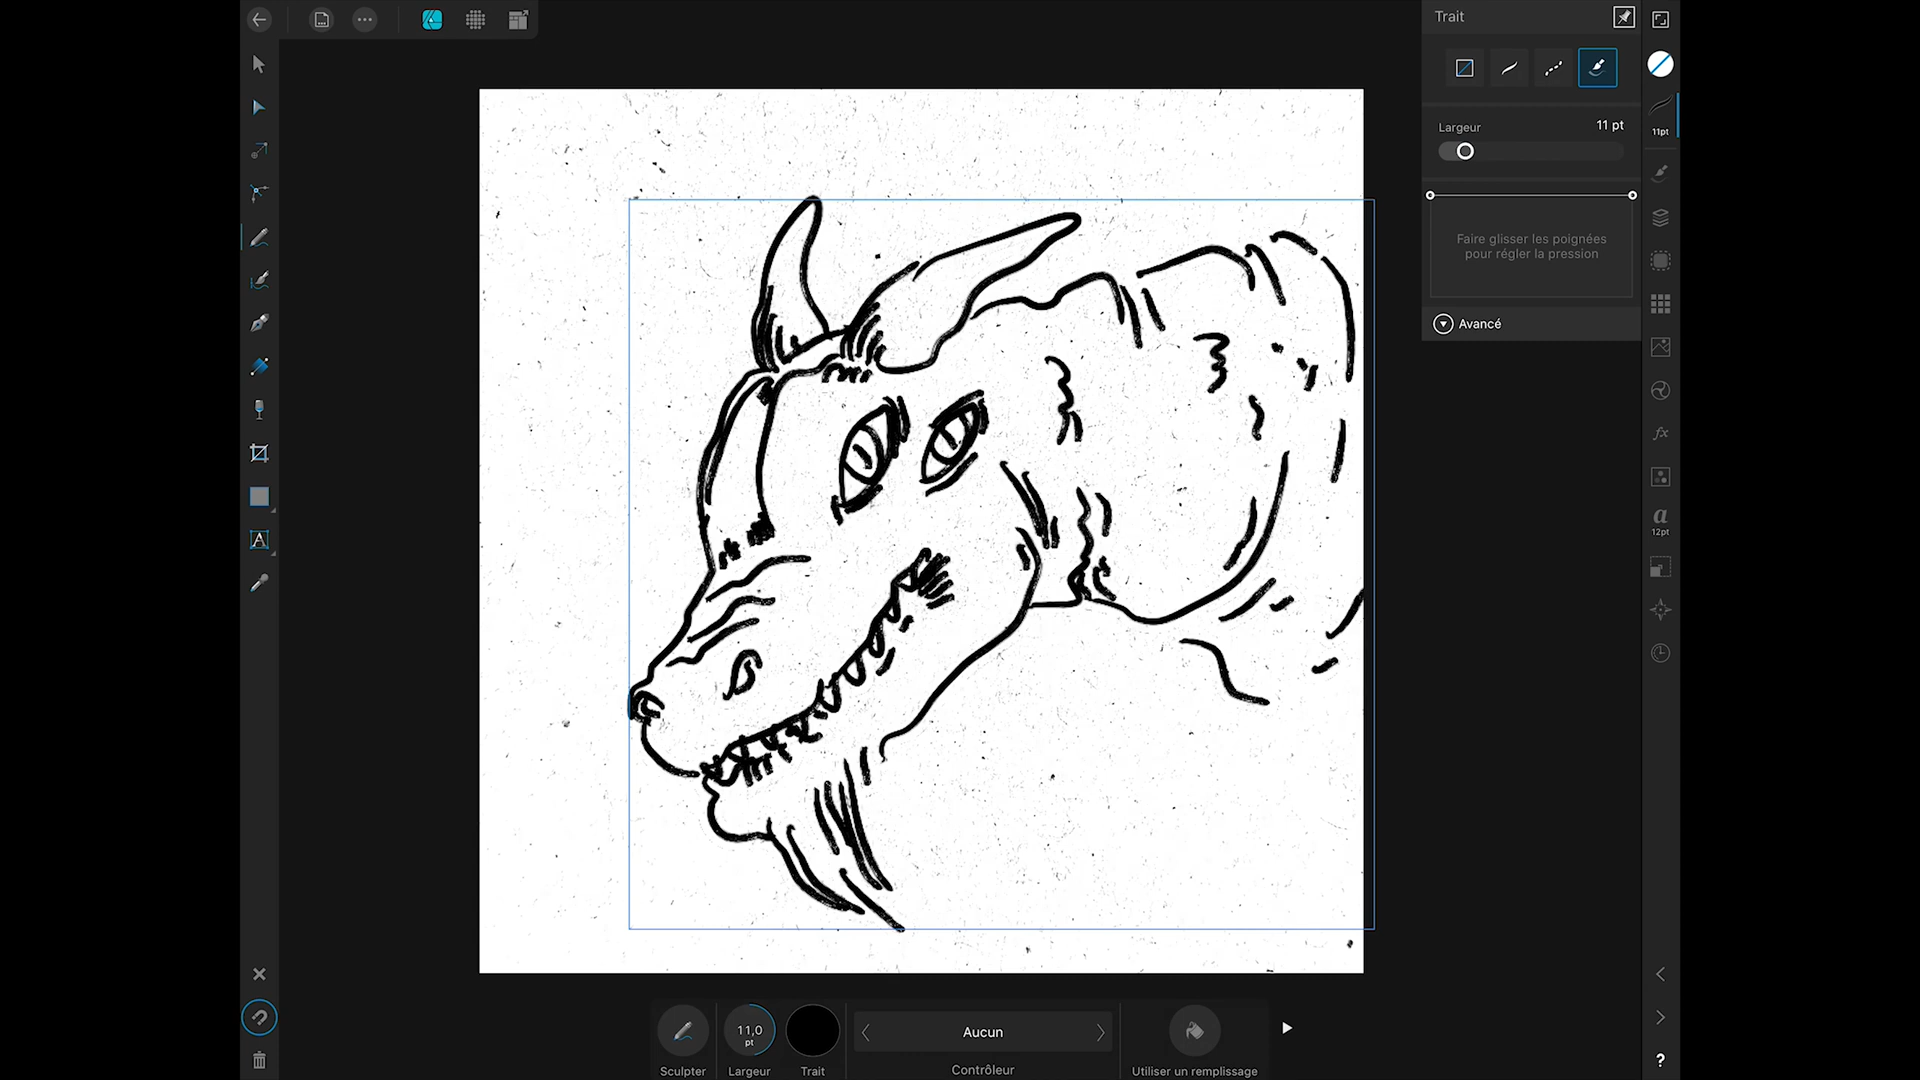 Trait
11pt
Largeur
11 pt
Faire glisser les poignées
pour régler la pression
Avancé
fx
a
12pt
A
?
11,0
pt
Aucun
Sculpter
Largeur
Trait
Contrôleur
Utiliser un remplissage